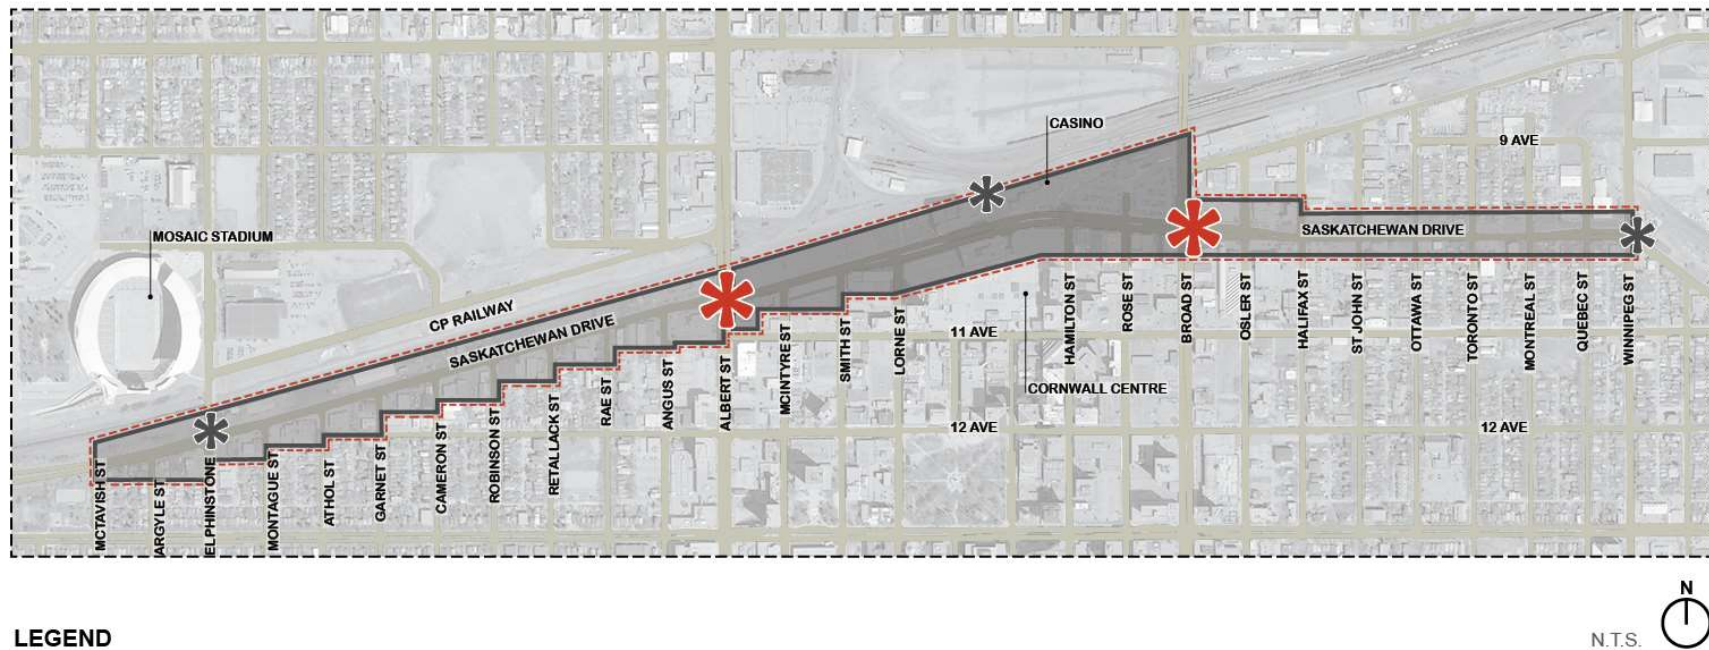 CASINO
9 AVE
MOSAIC STADIUM
SASKATCHEWAN DRIVE
CP RAILWAY
SASKATCHEWAN DRIVE
11 AVE
CORNWALL CENTRE
12 AVE
12 AVE
MCTAVISH ST
ARGYLE ST
ELPHINSTONE
MONTAGUE ST
ATHOL ST
GARNET ST
CAMERON ST
ROBINSON ST
RETALLACK ST
RAE ST
ANGUS ST
ALBERT ST
MCINTYRE ST
SMITH ST
LORNE ST
HAMILTON ST
ROSE ST
BROAD ST
OSLER ST
HALIFAX ST
ST JOHN ST
OTTAWA ST
TORONTO ST
MONTREAL ST
QUEBEC ST
WINNIPEG ST
N
LEGEND
N.T.S.